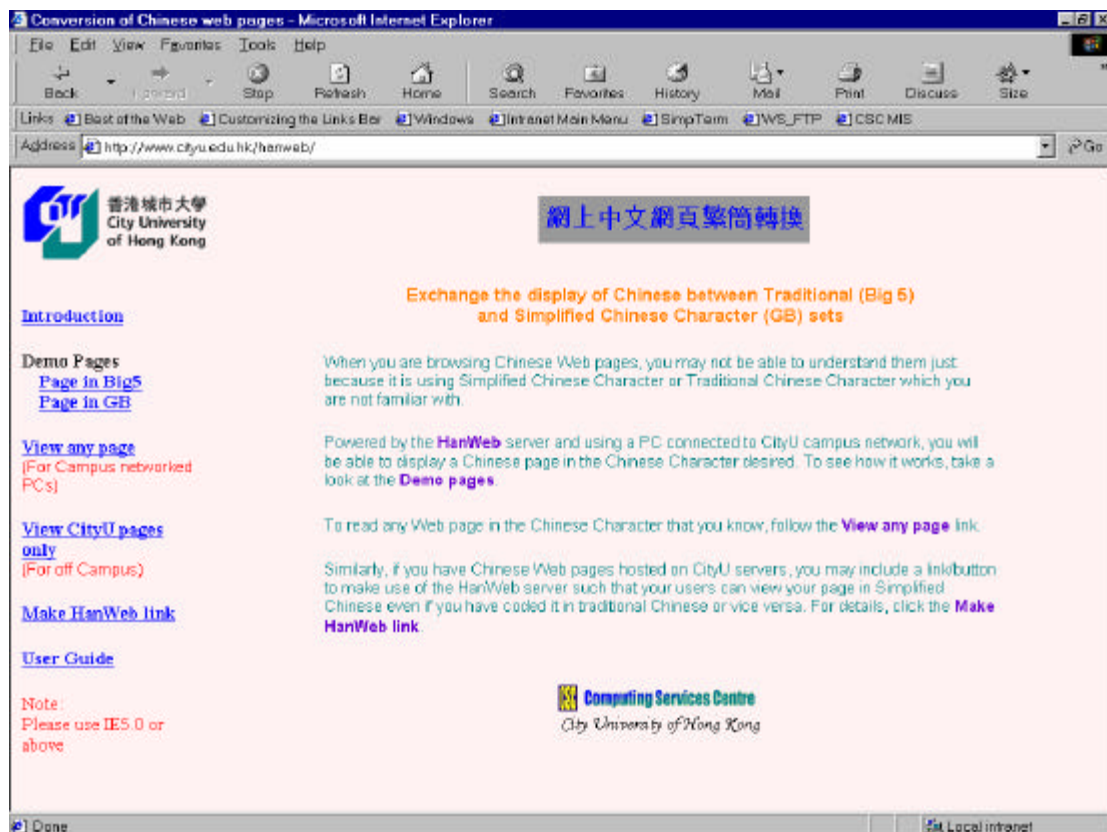 Conversion of Chinese web pages - Microsoft Internet Explorer
File Edit View Favorites Tools Help
Back Forward Stop Refresh Home Search Favorites History Mail Print Discuss Size
Links Best of the Web Customizing the Links Bar Windows Intranet Main Menu SimpTerm WS_FTP CSC MIS
Address http://www.cityu.edu.hk/hanweb/ Go
香港城市大學
City University
of Hong Kong
網上中文網頁繁簡轉換
Introduction
Demo Pages
Page in Big5
Page in GB
View any page
(For Campus networked
PCs)
View CityU pages
only
(For off Campus)
Make HanWeb link
User Guide
Note:
Please use IE5.0 or
above
Exchange the display of Chinese between Traditional (Big 5)
and Simplified Chinese Character (GB) sets
When you are browsing Chinese Web pages, you may not be able to understand them just
because it is using Simplified Chinese Character or Traditional Chinese Character which you
are not familiar with.
Powered by the HanWeb server and using a PC connected to CityU campus network, you will
be able to display a Chinese page in the Chinese Character desired. To see how it works, take a
look at the Demo pages.
To read any Web page in the Chinese Character that you know, follow the View any page link.
Similarly, if you have Chinese Web pages hosted on CityU servers, you may include a link/button
to make use of the HanWeb server such that your users can view your page in Simplified
Chinese even if you have coded it in traditional Chinese or vice versa. For details, click the Make
HanWeb link.
Computing Services Centre
City University of Hong Kong
Done Local intranet